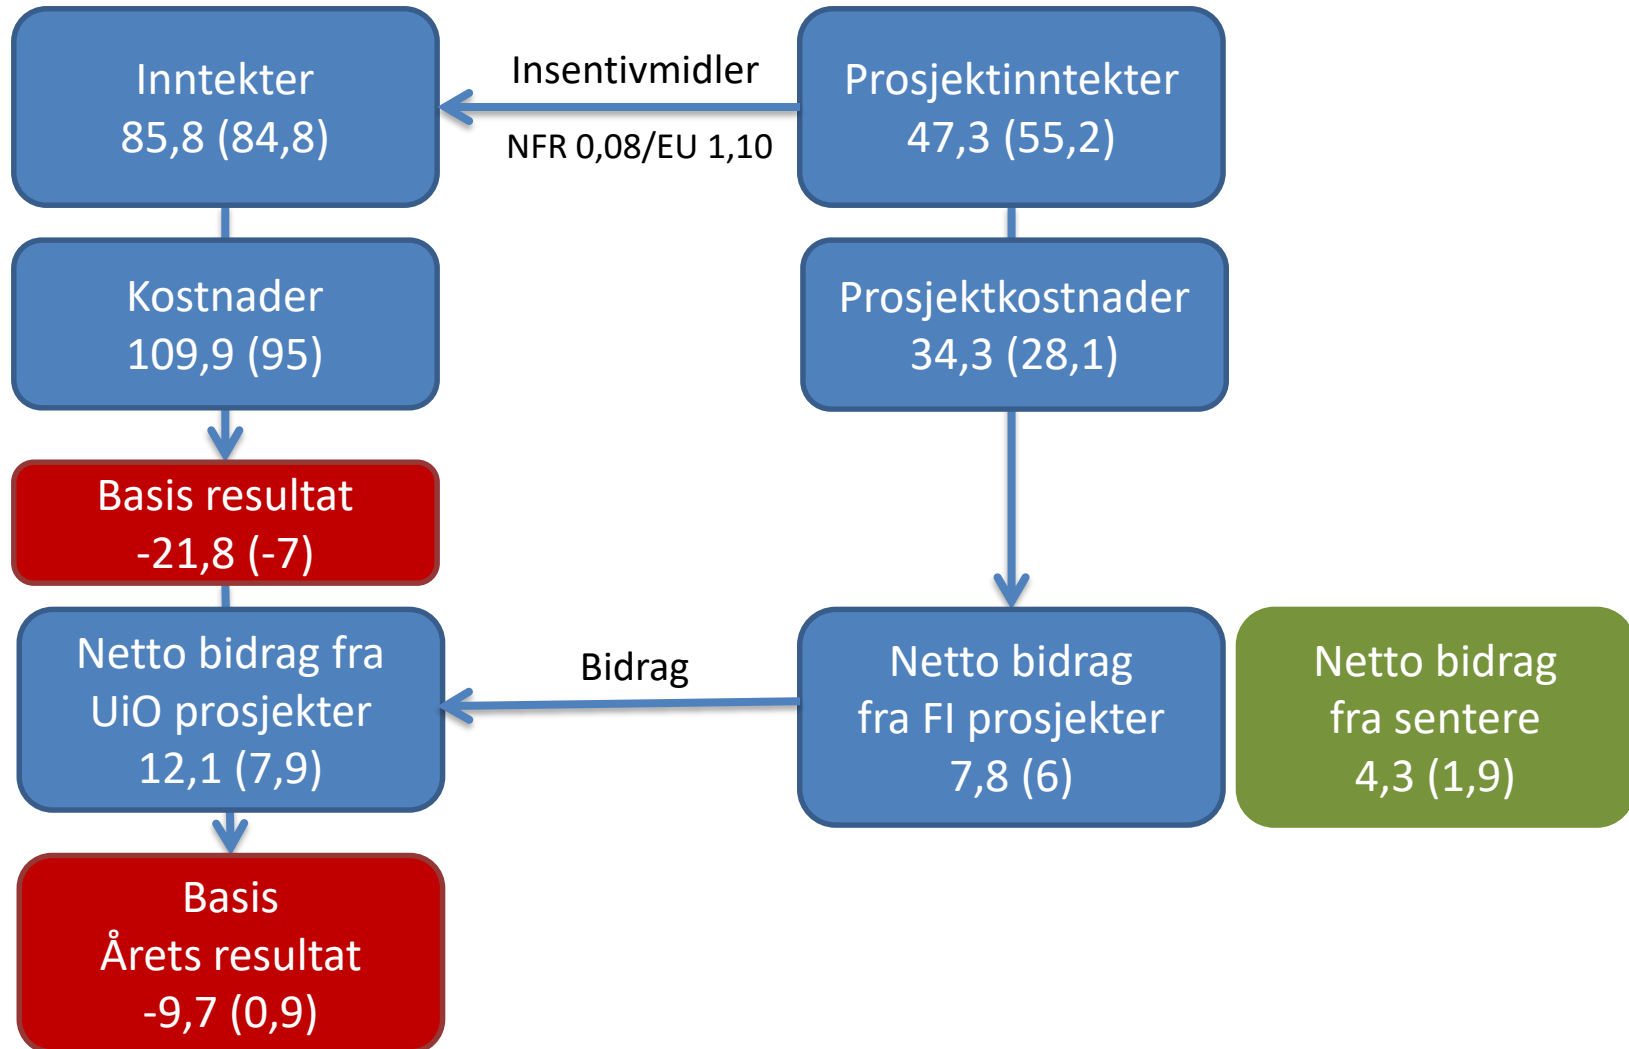 Inntekter
85,8 (84,8)
Insentivmidler
NFR 0,08/EU 1,10
Prosjektinntekter
47,3 (55,2)
Kostnader
109,9 (95)
Prosjektkostnader
34,3 (28,1)
Basis resultat
-21,8 (-7)
Netto bidrag fra
UiO prosjekter
12,1 (7,9)
Bidrag
Netto bidrag
fra FI prosjekter
7,8 (6)
Netto bidrag
fra sentere
4,3 (1,9)
Basis
Årets resultat
-9,7 (0,9)